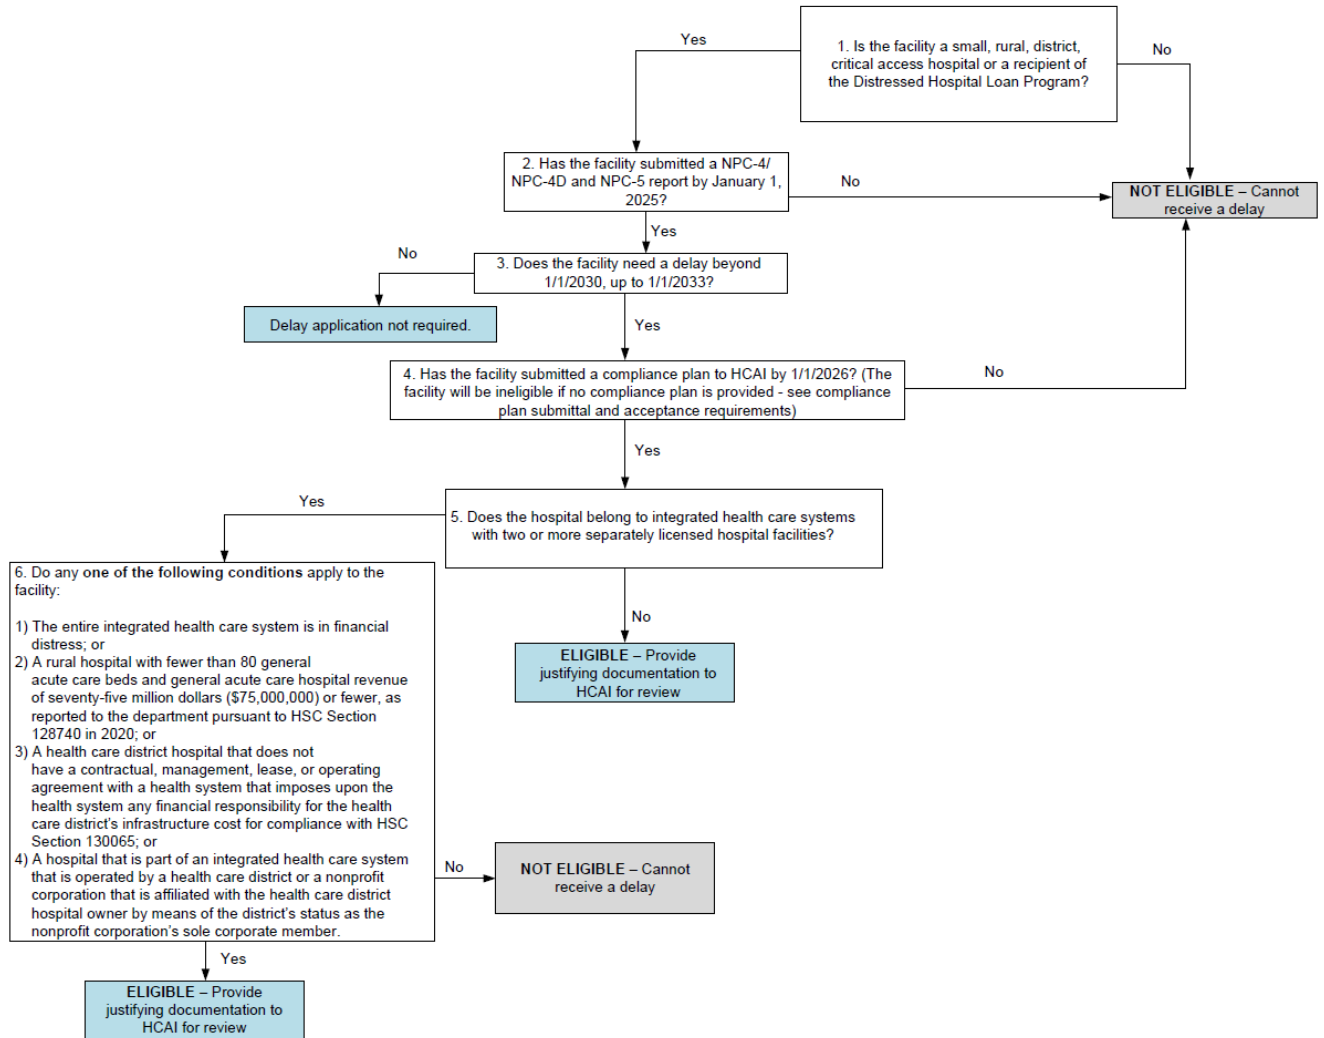 1. Is the facility a small, rural, district,
critical access hospital or a recipient of
the Distressed Hospital Loan Program?
Yes
No
2. Has the facility submitted a NPC-4/
NPC-4D and NPC-5 report by January 1,
2025?
No
NOT ELIGIBLE – Cannot
receive a delay
Yes
3. Does the facility need a delay beyond
1/1/2030, up to 1/1/2033?
No
Delay application not required.
Yes
4. Has the facility submitted a compliance plan to HCAI by 1/1/2026? (The
facility will be ineligible if no compliance plan is provided - see compliance
plan submittal and acceptance requirements)
No
Yes
5. Does the hospital belong to integrated health care systems
with two or more separately licensed hospital facilities?
Yes
No
ELIGIBLE – Provide
justifying documentation to
HCAI for review
6. Do any one of the following conditions apply to the
facility:
1) The entire integrated health care system is in financial
distress; or
2) A rural hospital with fewer than 80 general
acute care beds and general acute care hospital revenue
of seventy-five million dollars ($75,000,000) or fewer, as
reported to the department pursuant to HSC Section
128740 in 2020; or
3) A health care district hospital that does not
have a contractual, management, lease, or operating
agreement with a health system that imposes upon the
health system any financial responsibility for the health
care district's infrastructure cost for compliance with HSC
Section 130065; or
4) A hospital that is part of an integrated health care system
that is operated by a health care district or a nonprofit
corporation that is affiliated with the health care district
hospital owner by means of the district's status as the
nonprofit corporation's sole corporate member.
No
NOT ELIGIBLE – Cannot
receive a delay
Yes
ELIGIBLE – Provide
justifying documentation to
HCAI for review